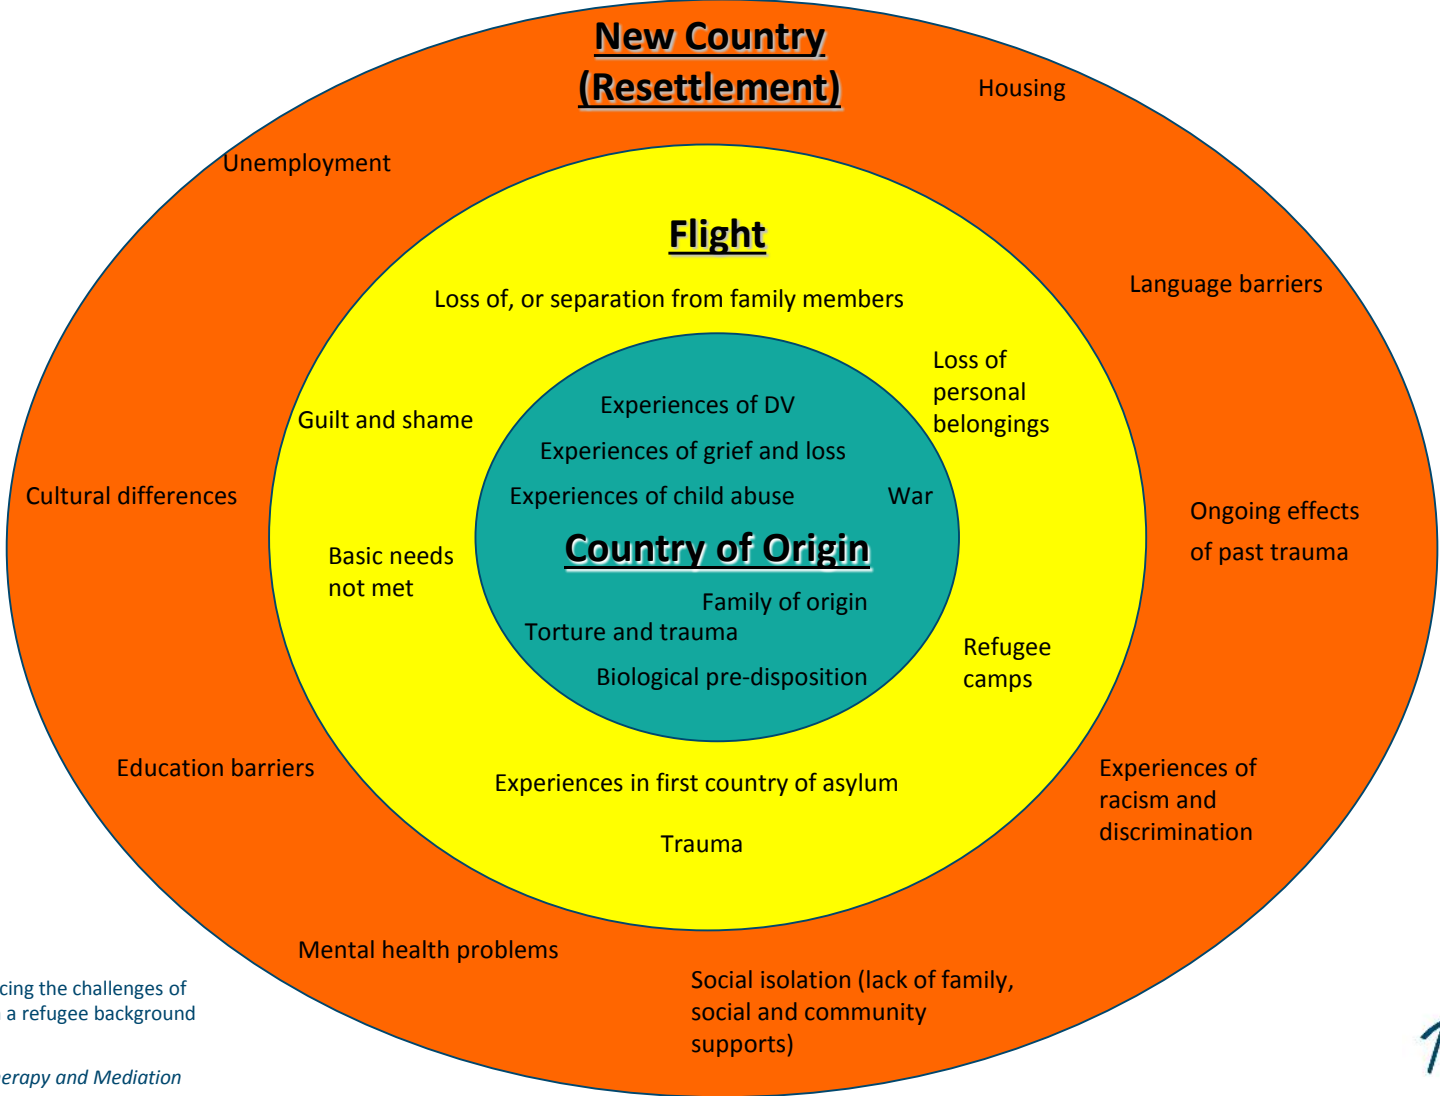 New Country
(Resettlement)
Housing
Unemployment
Flight
Language barriers
Loss of, or separation from family members
Loss of
personal
belongings
Experiences of DV
Guilt and shame
Experiences of grief and loss
Cultural differences
Experiences of child abuse
War
Ongoing effects
of past trauma
Country of Origin
Basic needs
not met
Family of origin
Torture and trauma
Refugee
camps
Biological pre-disposition
Education barriers
Experiences in first country of asylum
Experiences of
racism and
discrimination
Trauma
Mental health problems
Social isolation (lack of family,
social and community
supports)
the challenges of
a refugee background
and Mediation